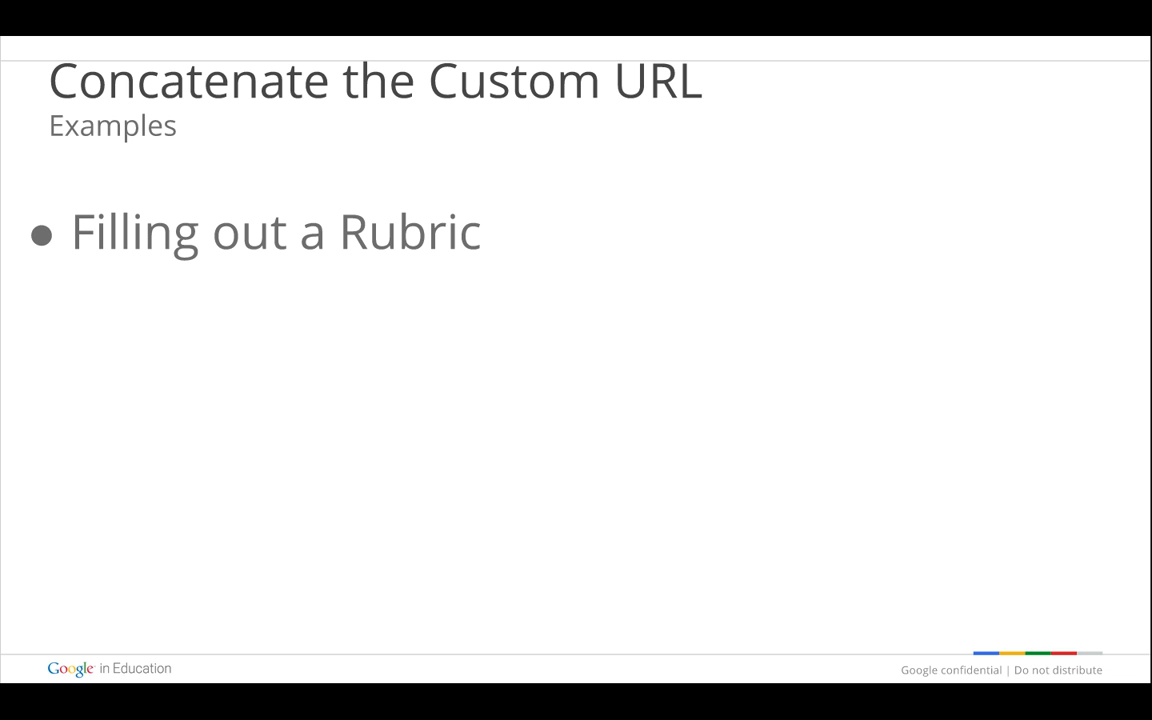 Concatenate the Custom URL
Examples
● Filling out a Rubric
Google in Education
Google confidential | Do not distribute